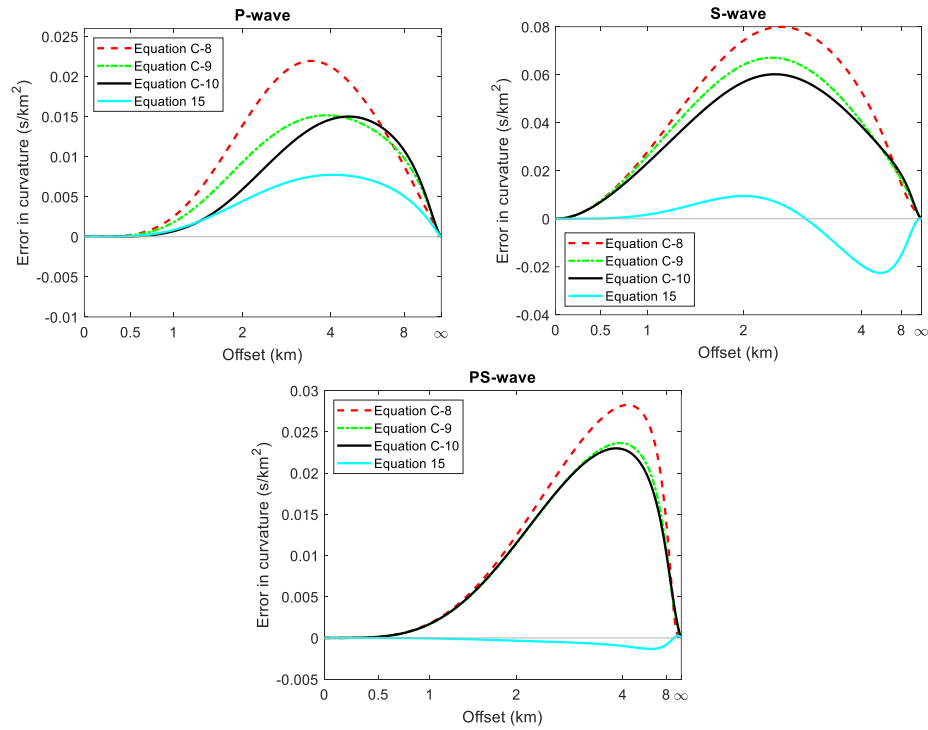 P-wave
Error in curvature (s/km²)
0.025
0.02
0.015
0.01
0.005
0
-0.005
-0.01
Equation C-8
Equation C-9
Equation C-10
Equation 15
0 0.5 1 2 4 8 ∞
Offset (km)
S-wave
Error in curvature (s/km²)
0.08
0.06
0.04
0.02
0
-0.02
-0.04
Equation C-8
Equation C-9
Equation C-10
Equation 15
0 0.5 1 2 4 8 ∞
Offset (km)
PS-wave
Error in curvature (s/km²)
0.03
0.025
0.02
0.015
0.01
0.005
0
-0.005
Equation C-8
Equation C-9
Equation C-10
Equation 15
0 0.5 1 2 4 8 ∞
Offset (km)